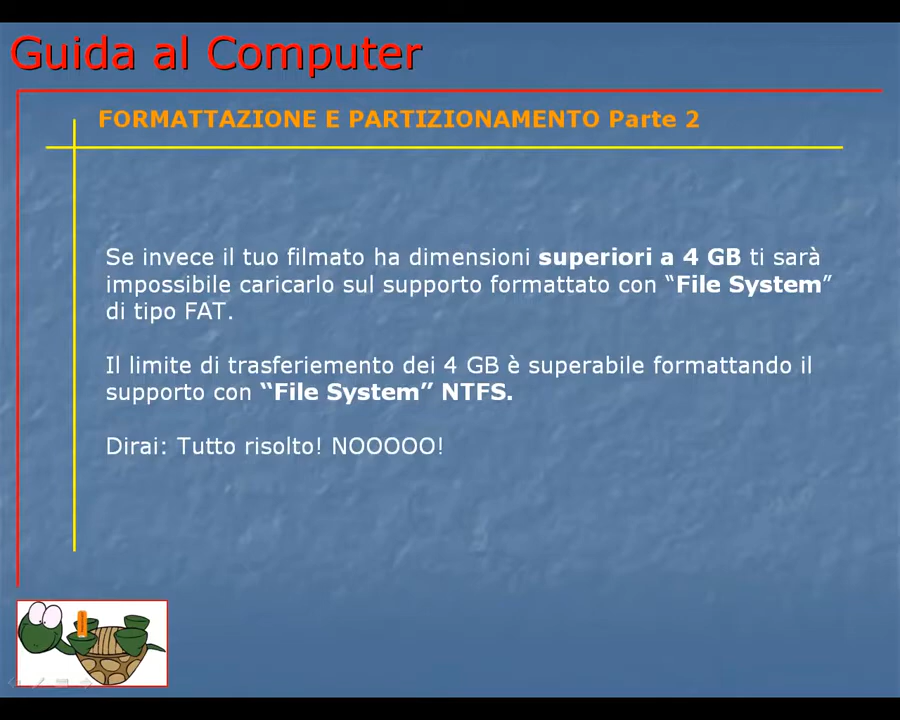 Guida al Computer
FORMATTAZIONE E PARTIZIONAMENTO Parte 2
Se invece il tuo filmato ha dimensioni superiori a 4 GB ti sarà
impossibile caricarlo sul supporto formattato con “File System”
di tipo FAT.
Il limite di trasferiemento dei 4 GB è superabile formattando il
supporto con “File System” NTFS.
Dirai: Tutto risolto! NOOOOO!